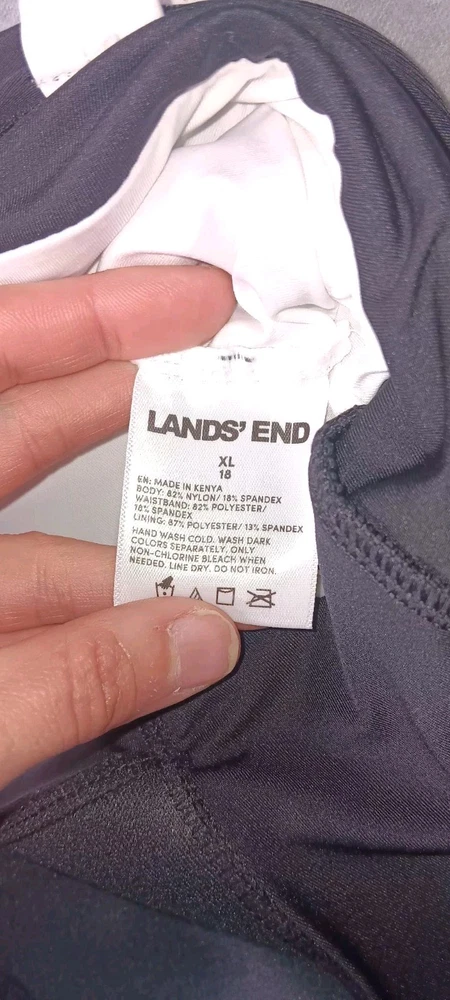 LANDS' END
XL
18
EN: MADE IN KENYA
BODY: 82% NYLON/ 18% SPANDEX
WAISTBAND: 82% POLYESTER/
18% SPANDEX
LINING: 87% POLYESTER/ 13% SPANDEX
HAND WASH COLD. WASH DARK
COLORS SEPARATELY. ONLY
NON-CHLORINE BLEACH WHEN
NEEDED. LINE DRY. DO NOT IRON.